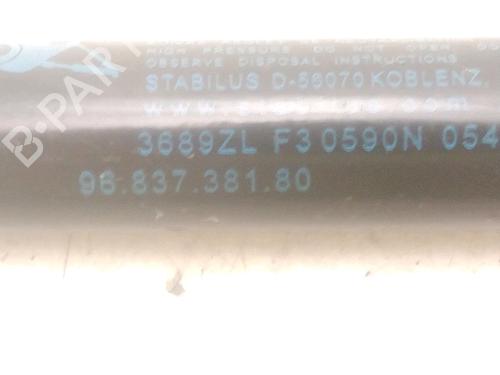 HIGH PRESSURE DO NOT OPEN
OBSERVE DISPOSAL INSTRUCTIONS
STABILUS D-56070 KOBLENZ,
3689ZL F3 0590N 054
96.837.381.80
B-PARTS